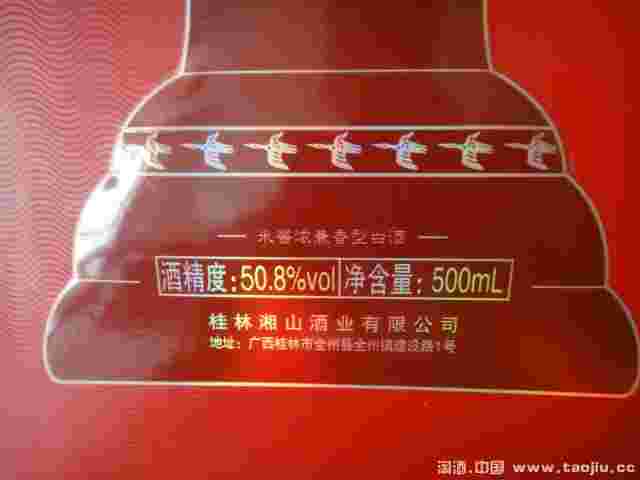 米酱浓兼香型白酒
酒精度:50.8%vol 净含量:500mL
桂林湘山酒业有限公司
地址:广西桂林市全州县全州镇建设路1号
淘酒.中国 www.taojiu.cc